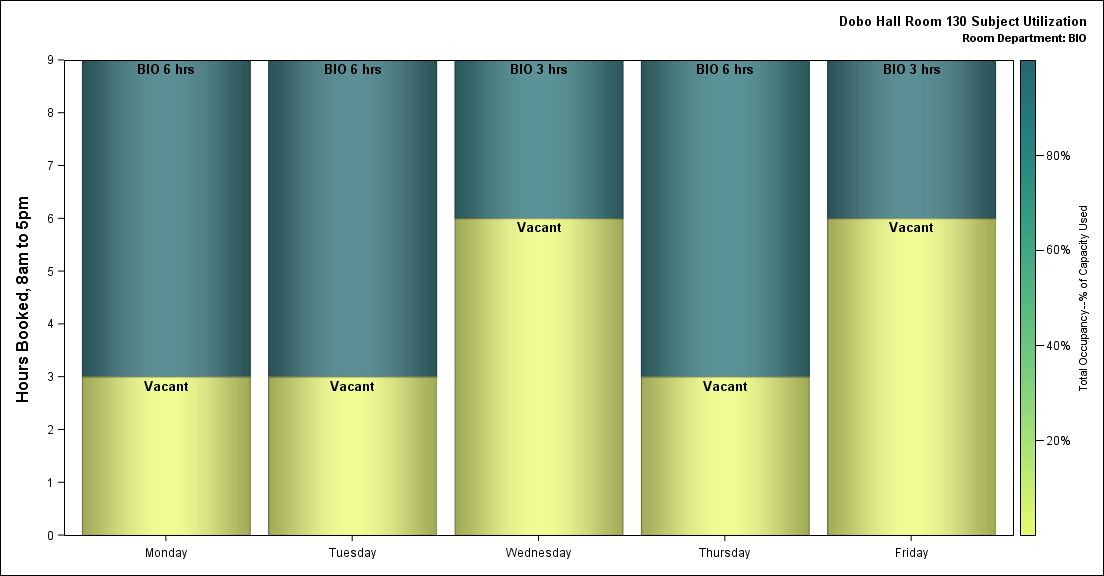 Dobo Hall Room 130 Subject Utilization
Room Department: BIO
Hours Booked, 8am to 5pm
9
8
7
6
5
4
3
2
1
0
BIO 6 hrs
BIO 6 hrs
BIO 3 hrs
BIO 6 hrs
BIO 3 hrs
Vacant
Vacant
Vacant
Vacant
Vacant
Monday
Tuesday
Wednesday
Thursday
Friday
80%
60%
40%
20%
Total Occupancy--% of Capacity Used